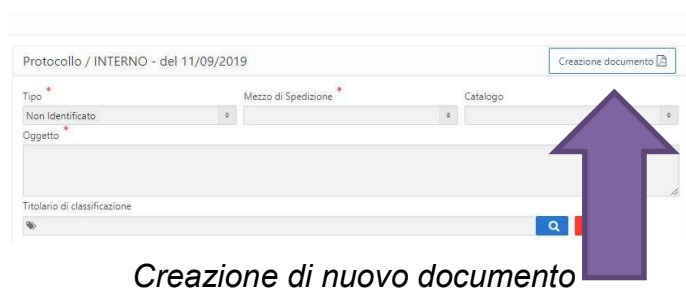 Protocollo / INTERNO - del 11/09/2019 Creazione documento
Tipo * Mezzo di Spedizione * Catalogo
Non Identificato
Oggetto *
Titolario di classificazione
Creazione di nuovo documento